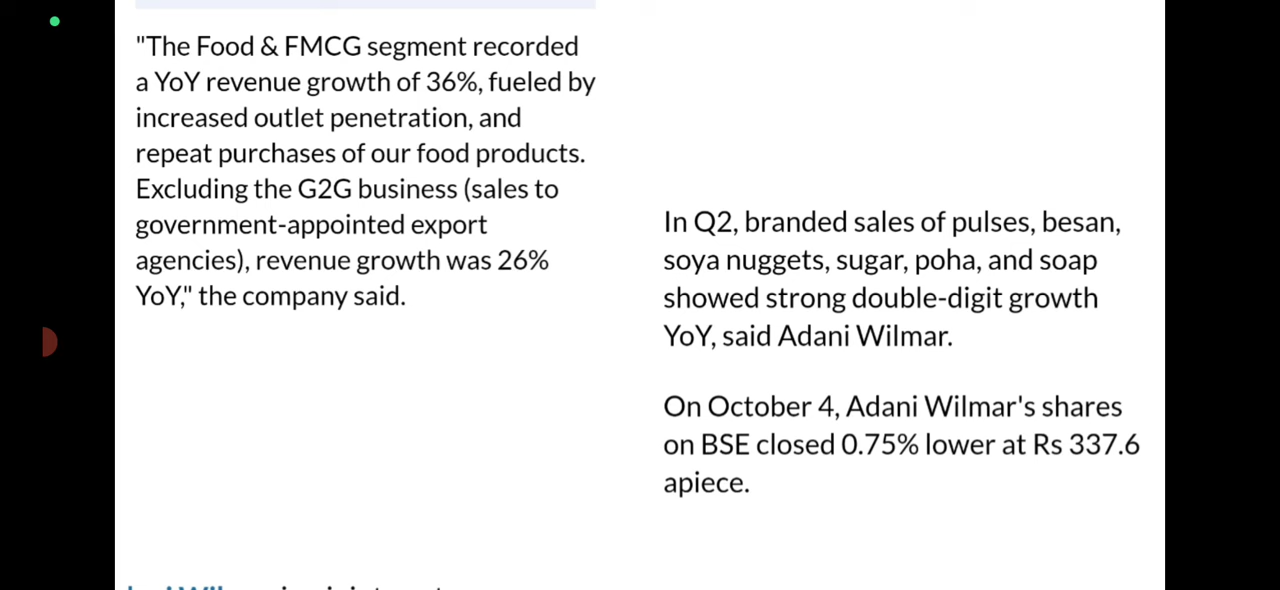 "The Food & FMCG segment recorded
a YoY revenue growth of 36%, fueled by
increased outlet penetration, and
repeat purchases of our food products.
Excluding the G2G business (sales to
government-appointed export
agencies), revenue growth was 26%
YoY," the company said.
In Q2, branded sales of pulses, besan,
soya nuggets, sugar, poha, and soap
showed strong double-digit growth
YoY, said Adani Wilmar.
On October 4, Adani Wilmar's shares
on BSE closed 0.75% lower at Rs 337.6
apiece.